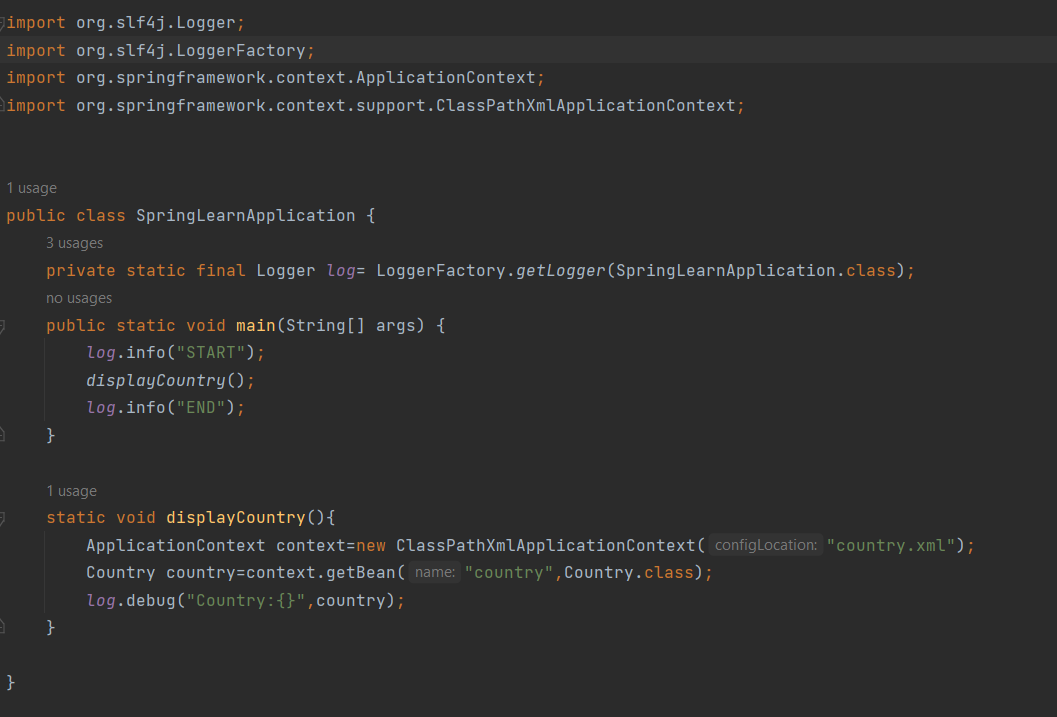 import org.slf4j.Logger;
import org.slf4j.LoggerFactory;
import org.springframework.context.ApplicationContext;
import org.springframework.context.support.ClassPathXmlApplicationContext;
1 usage
public class SpringLearnApplication {
3 usages
private static final Logger log= LoggerFactory.getLogger(SpringLearnApplication.class);
no usages
public static void main(String[] args) {
log.info("START");
displayCountry();
log.info("END");
}
1 usage
static void displayCountry(){
ApplicationContext context=new ClassPathXmlApplicationContext( configLocation: "country.xml");
Country country=context.getBean( name: "country",Country.class);
log.debug("Country:{}",country);
}
}